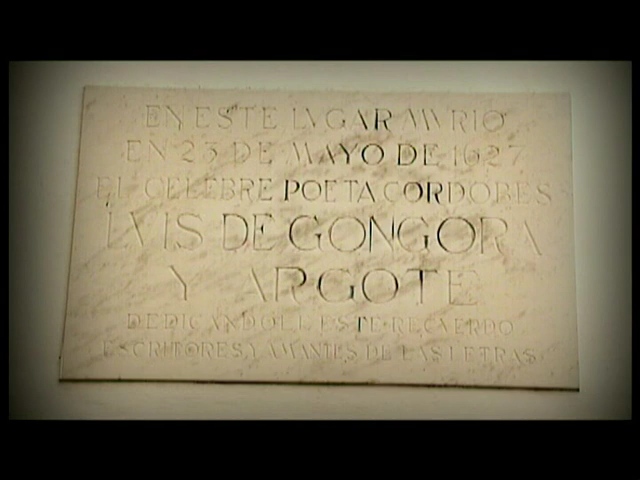 EN ESTE LVGAR MVRIO
EN 23 DE MAYO DE 1627
EL CELEBRE POETA CORDOBES
LVIS DE GONGORA
Y ARGOTE
DEDICANDOLE ESTE RECUERDO
ESCRITORES Y AMANTES DE LAS LETRAS